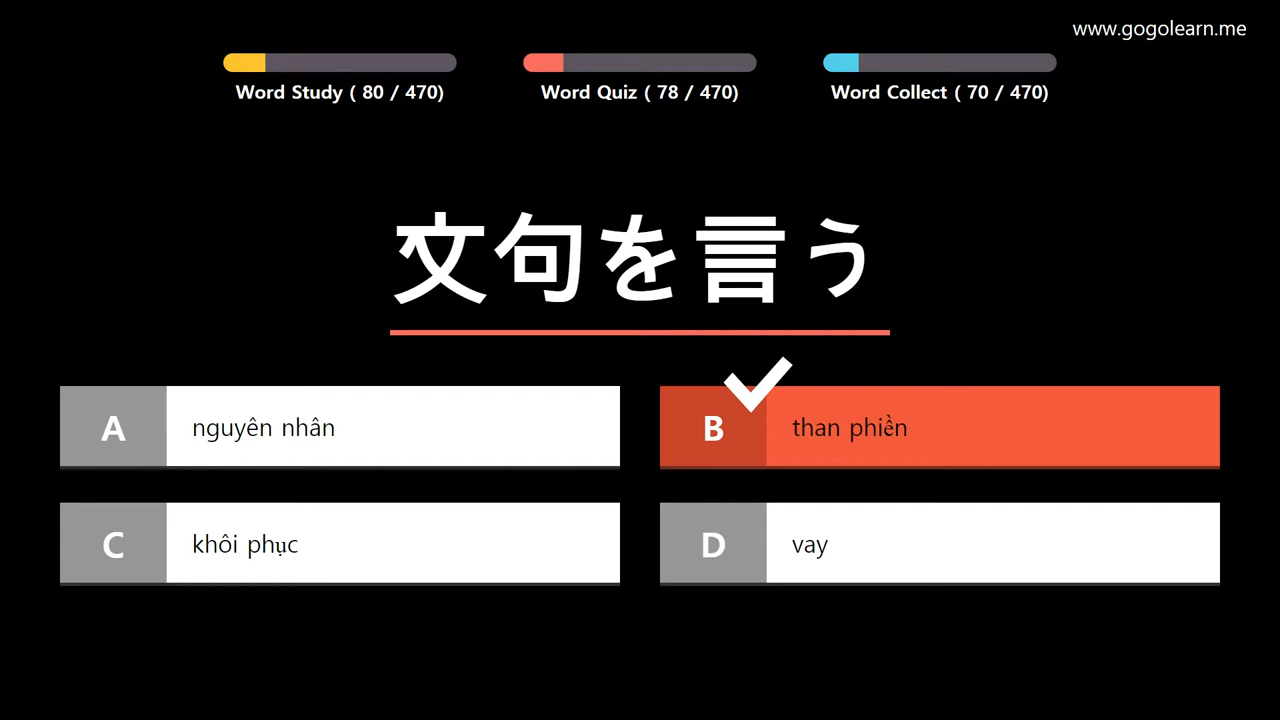 www.gogolearn.me
Word Study ( 80 / 470)
Word Quiz ( 78 / 470)
Word Collect ( 70 / 470)
文句を言う
A nguyên nhân
B than phiền
C khôi phục
D vay